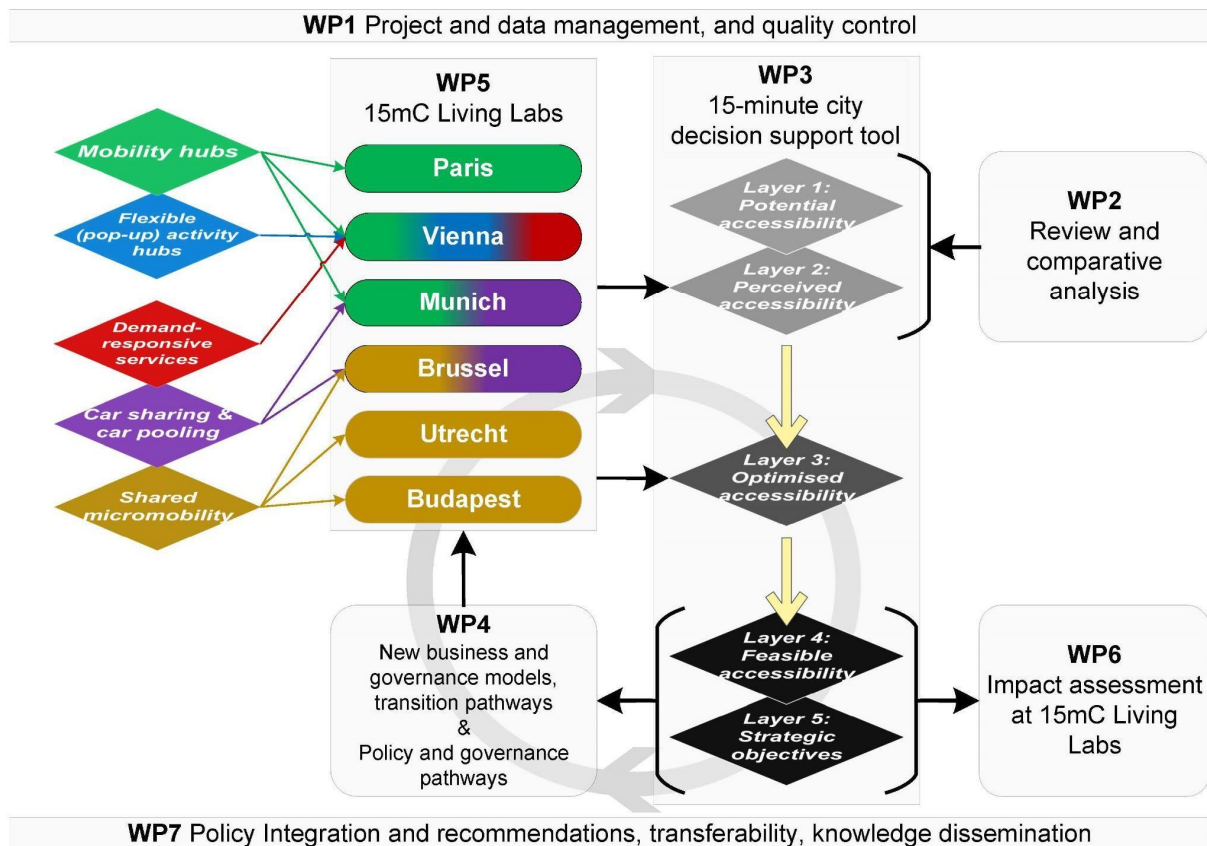 WP1 Project and data management, and quality control
Mobility hubs
Flexible
(pop-up) activity
hubs
Demand-
responsive
services
Car sharing &
car pooling
Shared
micromobility
WP5
15mC Living Labs
Paris
Vienna
Munich
Brussel
Utrecht
Budapest
WP3
15-minute city
decision support tool
Layer 1:
Potential
accessibility
Layer 2:
Perceived
accessibility
Layer 3:
Optimised
accessibility
Layer 4:
Feasible
accessibility
Layer 5:
Strategic
objectives
WP2
Review and
comparative
analysis
WP4
New business and
governance models,
transition pathways
&
Policy and governance
pathways
WP6
Impact assessment
at 15mC Living
Labs
WP7 Policy Integration and recommendations, transferability, knowledge dissemination